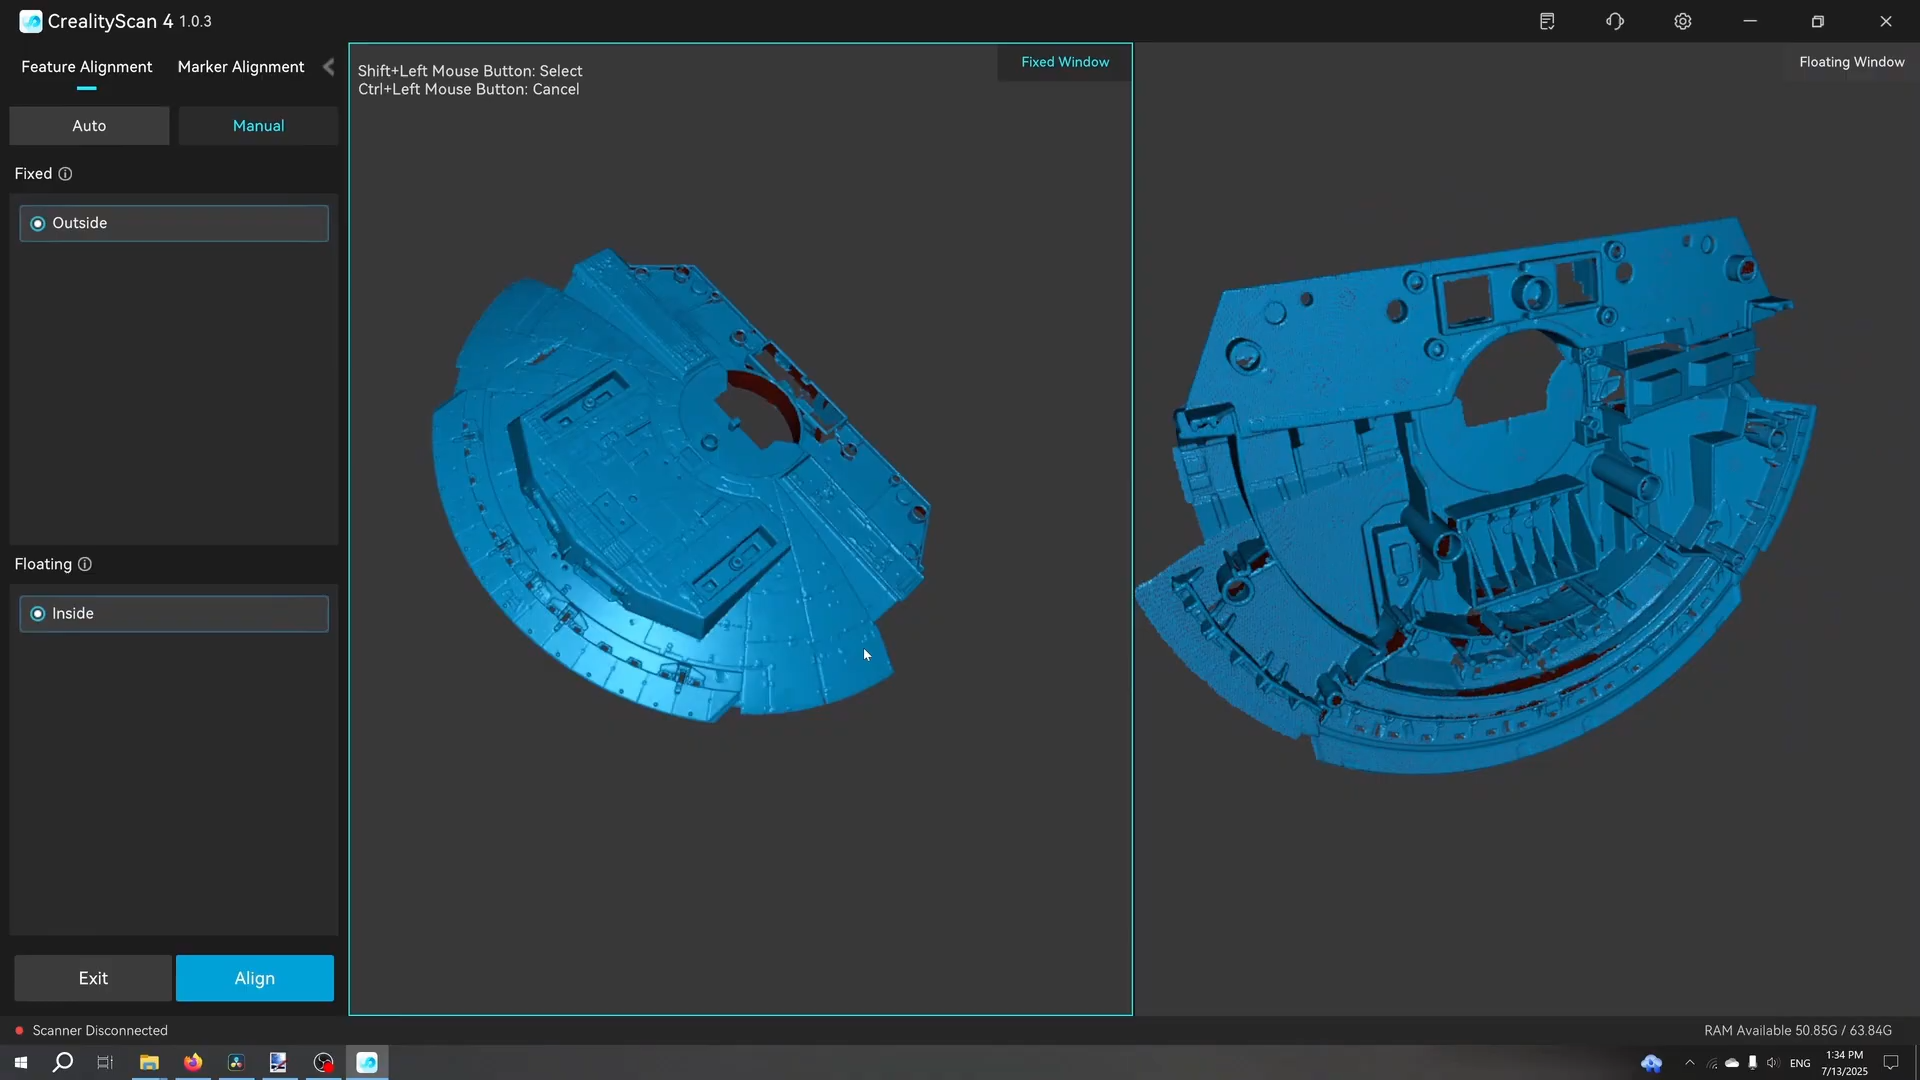 CrealityScan 4 1.0.3
Feature Alignment
Marker Alignment
Auto
Manual
Fixed
Outside
Floating
Inside
Exit
Align
Shift+Left Mouse Button: Select
Ctrl+Left Mouse Button: Cancel
Fixed Window
Floating Window
Scanner Disconnected
RAM Available 50.85G / 63.84G
ENG
1:34 PM
7/13/2025